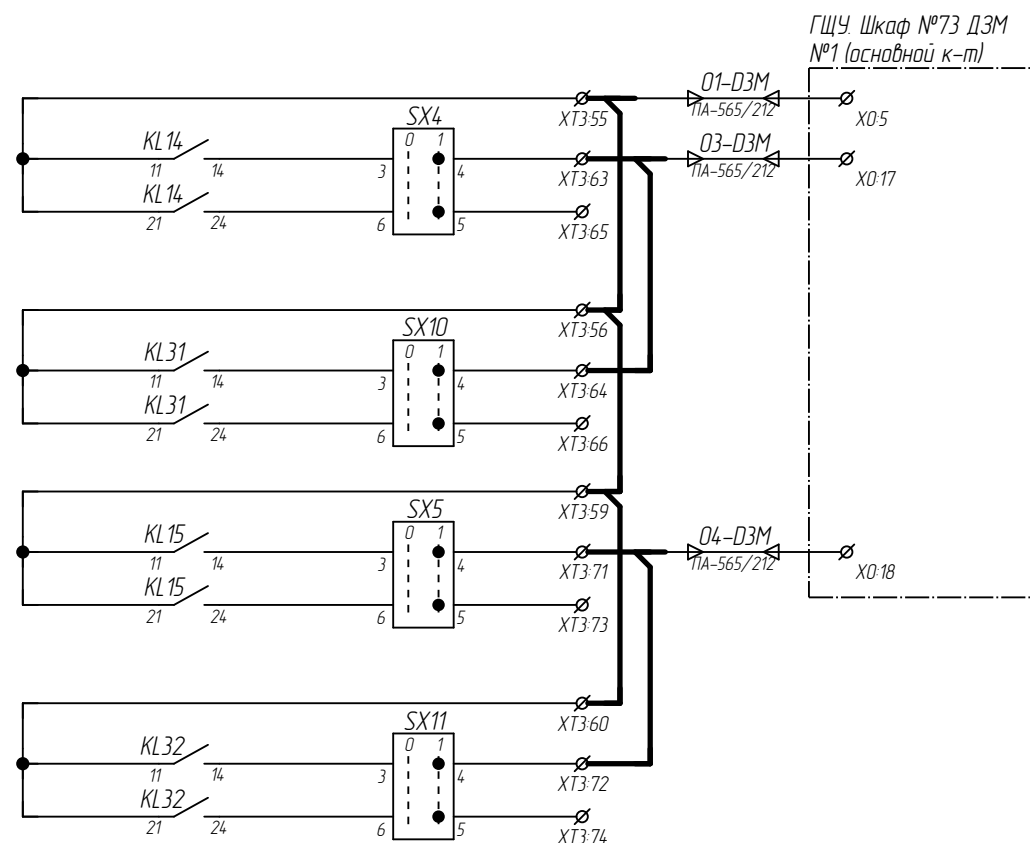 ГЩУ. Шкаф №73 ДЗМ
№1 (основной к-т)
01-DЗМ
ПА-565/212
XT3:55
X0:5
SX4
0 1
KL14
11 14
3 4
XT3:63
03-DЗМ
ПА-565/212
X0:17
KL14
21 24
6 5
XT3:65
XT3:56
SX10
0 1
KL31
11 14
3 4
XT3:64
KL31
21 24
6 5
XT3:66
XT3:59
SX5
0 1
KL15
11 14
3 4
XT3:71
04-DЗМ
ПА-565/212
X0:18
KL15
21 24
6 5
XT3:73
XT3:60
SX11
0 1
KL32
11 14
3 4
XT3:72
KL32
21 24
6 5
XT3:74